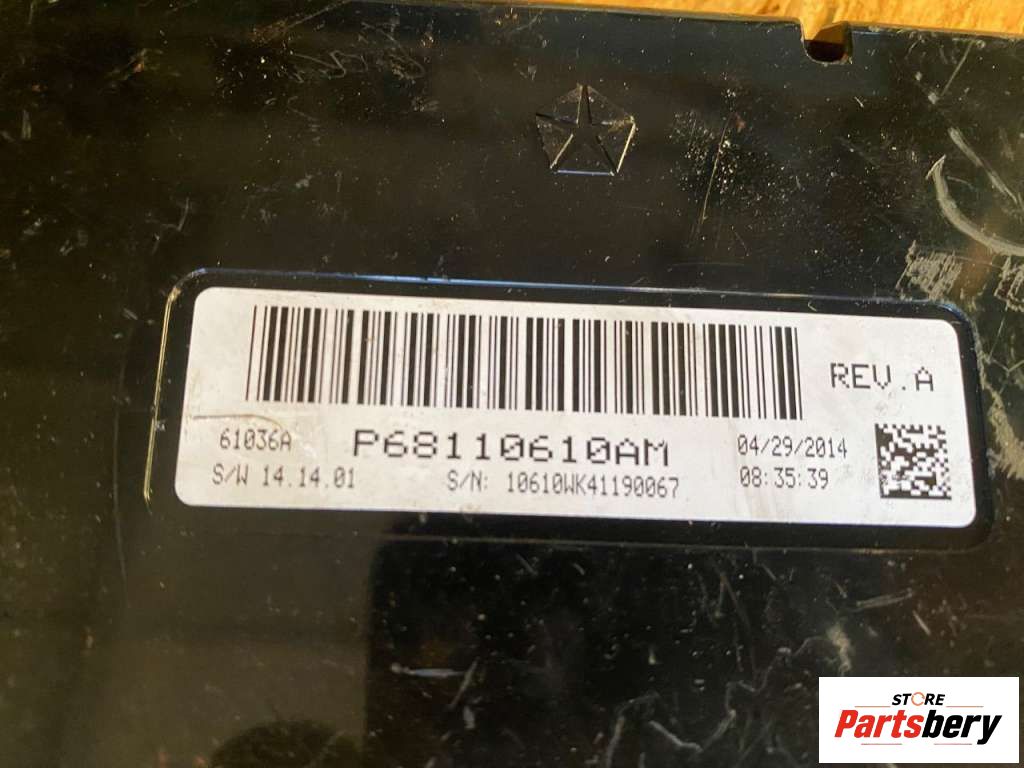 REV.A
61036A P68110610AM 04/29/2014
S/W 14.14.01 S/N: 10610WK41190067 08:35:39
STORE
Partsbery